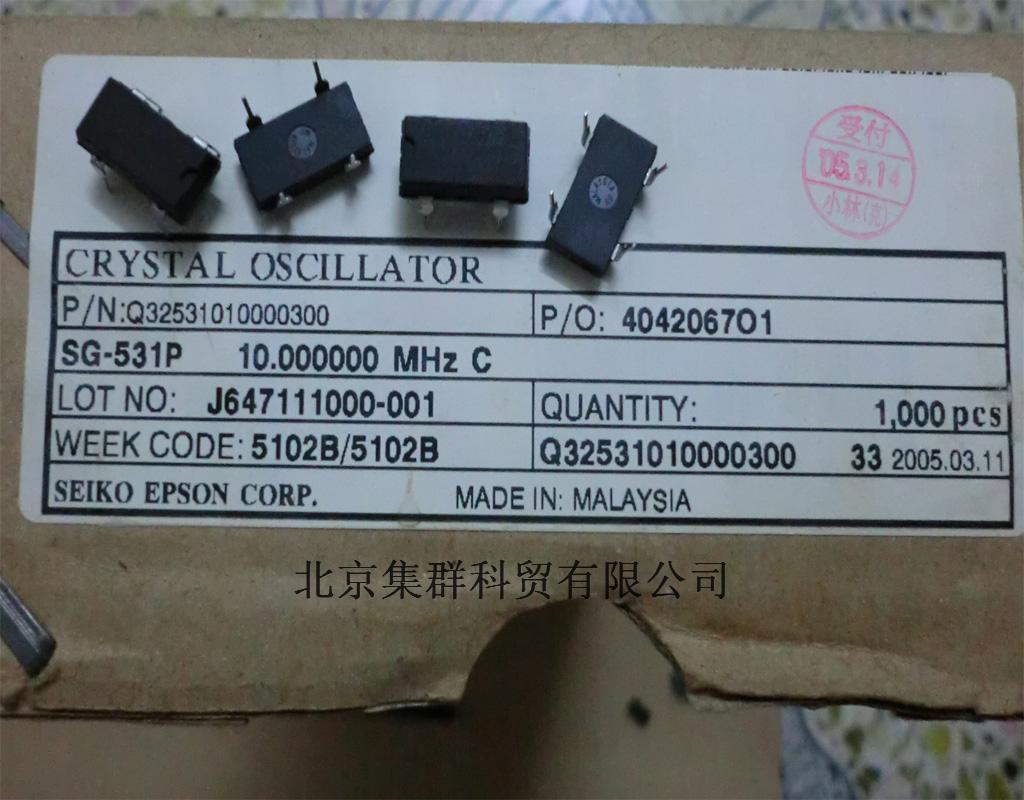 受付
'05.3.14
小林(克)
MALAYSIA
CRYSTAL OSCILLATOR
P/N:Q32531010000300
P/O: 404206701
SG-531P 10.000000 MHz C
LOT NO: J647111000-001
QUANTITY: 1,000 pcs
WEEK CODE: 5102B/5102B
Q32531010000300 33 2005.03.11
SEIKO EPSON CORP. MADE IN: MALAYSIA
北京集群科贸有限公司